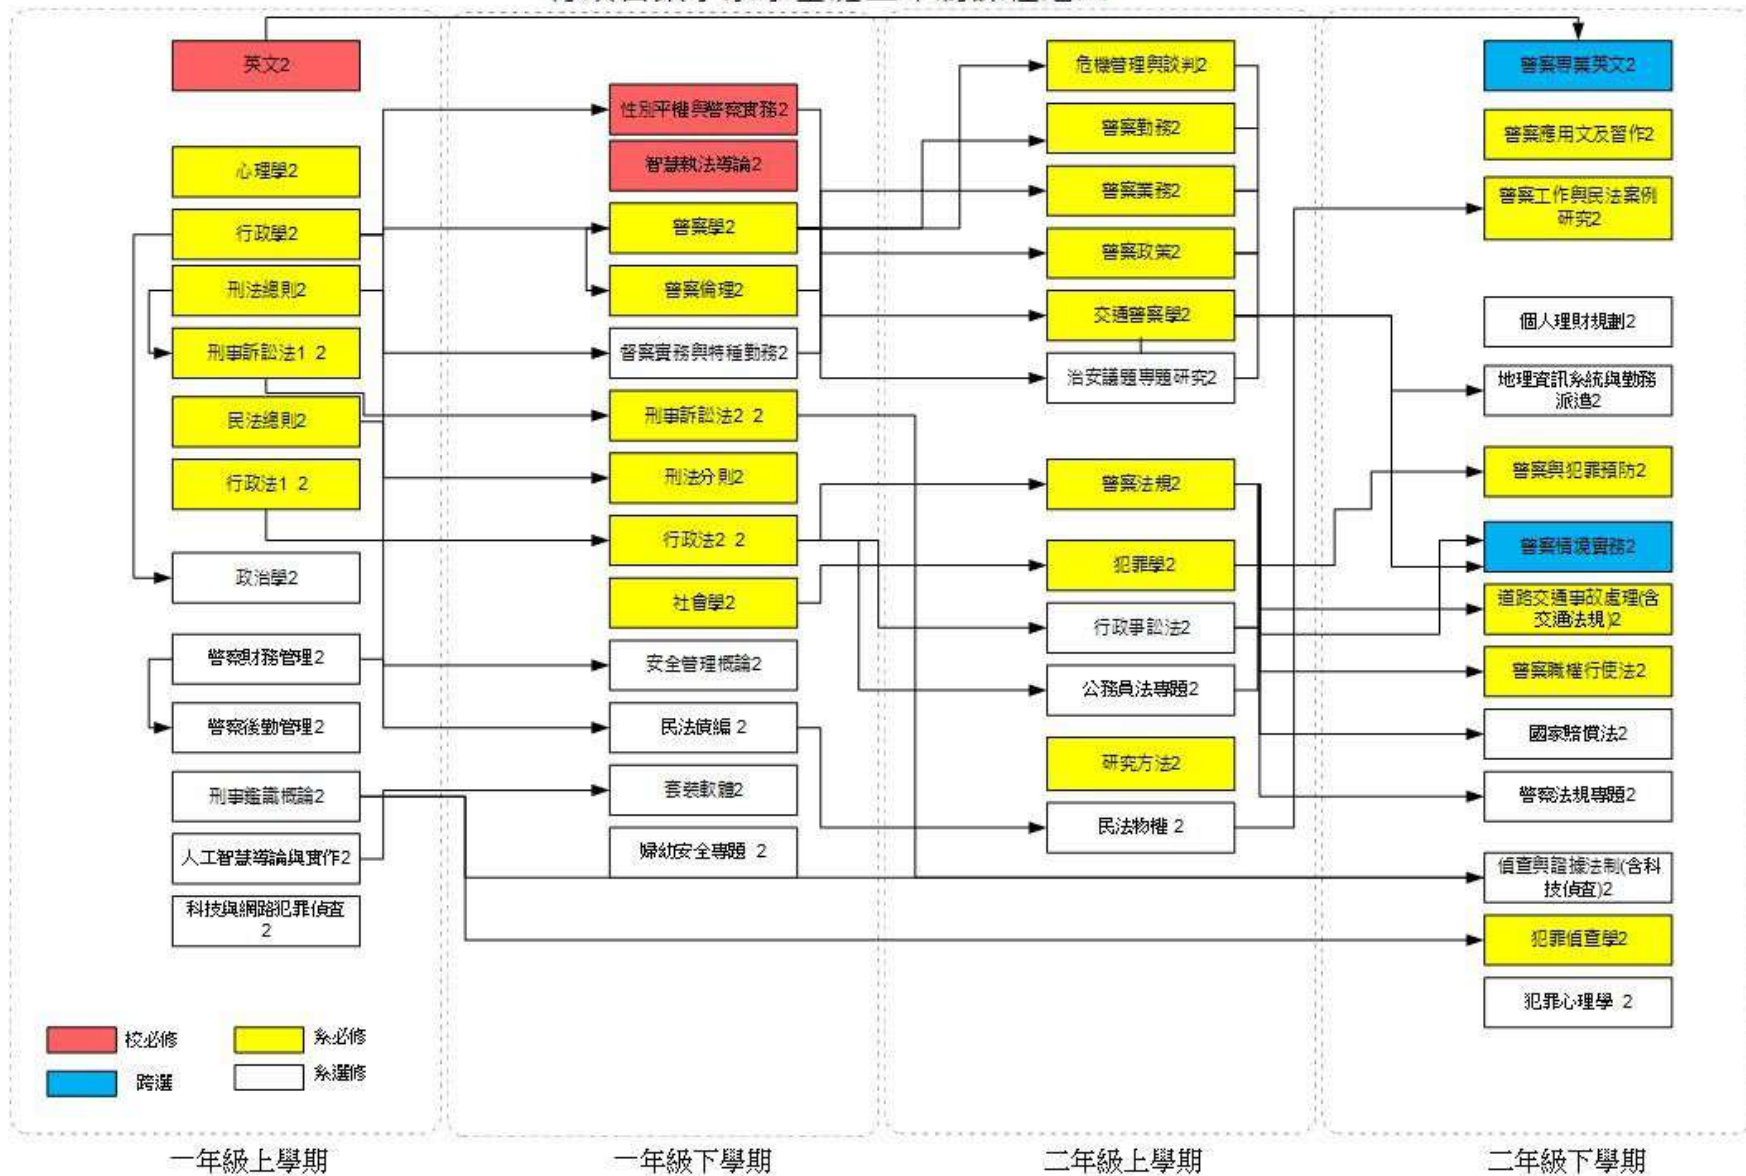 英文2
心理學2
行政學2
刑法總則2
刑事訴訟法1 2
民法總則2
行政法1 2
政治學2
警察財務管理2
警察後勤管理2
刑事鑑識概論2
人工智慧導論與實作2
科技與網路犯罪偵查
2
校必修
系必修
跨選
系選修
一年級上學期
性別平權與警察實務2
智慧執法導論2
警察學2
警察倫理2
督察實務與特種勤務2
刑事訴訟法2 2
刑法分則2
行政法2 2
社會學2
安全管理概論2
民法債編 2
套裝軟體2
婦幼安全專題 2
一年級下學期
危機管理與談判2
警察勤務2
警察業務2
警察政策2
交通警察學2
治安議題專題研究2
警察法規2
犯罪學2
行政爭訟法2
公務員法專題2
研究方法2
民法物權 2
二年級上學期
警察專業英文2
警察應用文及習作2
警察工作與民法案例
研究2
個人理財規劃2
地理資訊系統與勤務
派遣2
警察與犯罪預防2
警察情境實務2
道路交通事故處理(含
交通法規)2
警察職權行使法2
國家賠償法2
警察法規專題2
偵查與證據法制(含科
技偵查)2
犯罪偵查學2
犯罪心理學 2
二年級下學期